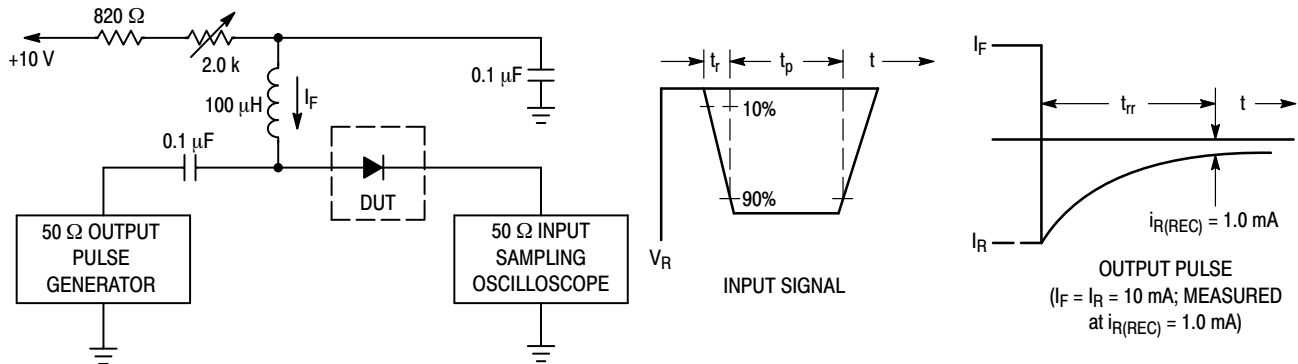 820 Ω
+10 V
2.0 k
100 μH
I_F
0.1 μF
0.1 μF
DUT
50 Ω OUTPUT
PULSE
GENERATOR
50 Ω INPUT
SAMPLING
OSCILLOSCOPE
t_r
t_p
t
10%
90%
V_R
INPUT SIGNAL
I_F
t_rr
t
i_R(REC) = 1.0 mA
I_R
OUTPUT PULSE
(I_F = I_R = 10 mA; MEASURED
at i_R(REC) = 1.0 mA)